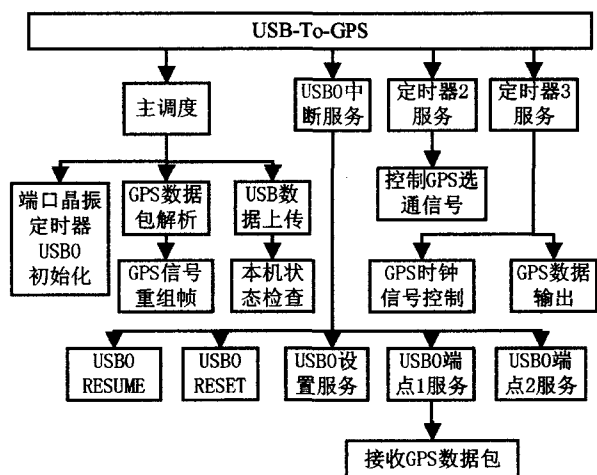 USB-To-GPS
主调度
USB0中
断服务
定时器2
服务
定时器3
服务
端口晶振
定时器
USB0
初始化
GPS数据
包解析
USB数
据上传
控制GPS选
通信号
GPS信号
重组帧
本机状
态检查
GPS时钟
信号控制
GPS数据
输出
USB0
RESUME
USB0
RESET
USB0设
置服务
USB0端
点1服务
USB0端
点2服务
接收GPS数据包